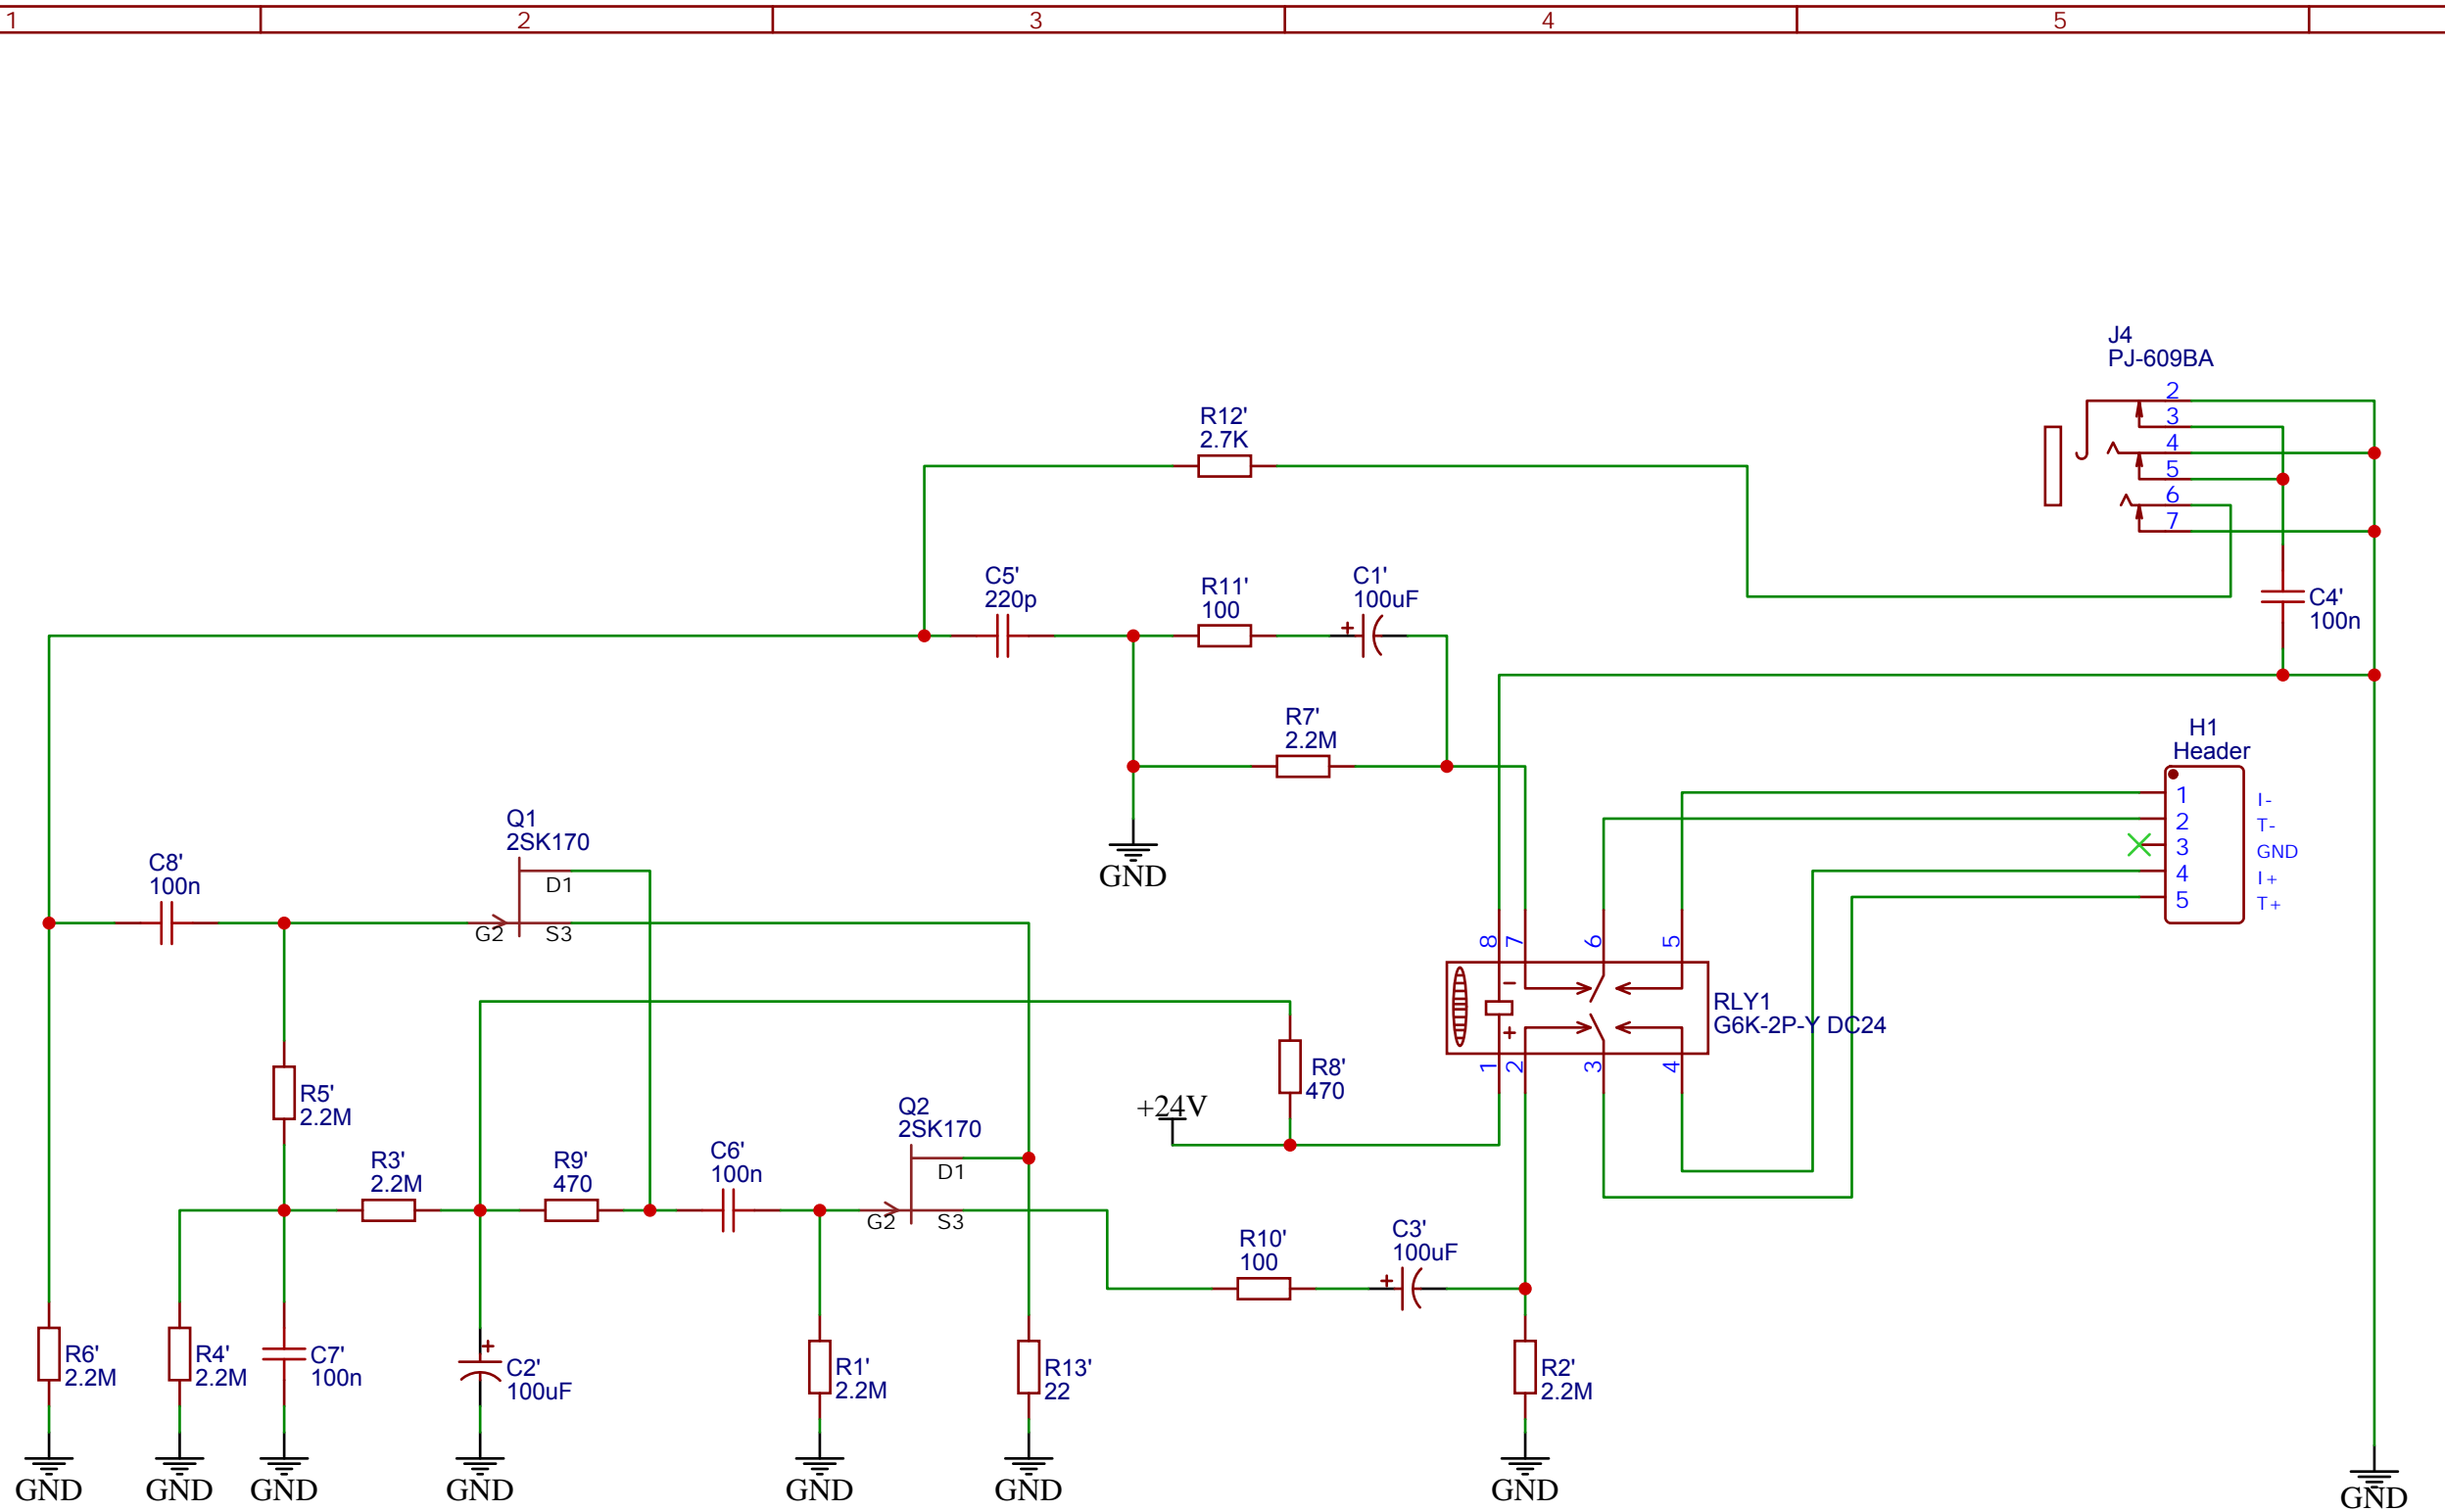 1 2 3 4 5
J4
PJ-609BA
2
3
4
5
6
7
R12'
2.7K
C5'
220p
R11'
100
C1'
100uF
+
C4'
100n
R7'
2.2M
GND
H1
Header
1 I-
2 T-
3 GND
4 I+
5 T+
Q1
2SK170
D1
G2 S3
C8'
100n
8 7 6 5
−
+
1 2 3 4
RLY1
G6K-2P-Y DC24
R8'
470
+24V
R5'
2.2M
Q2
2SK170
D1
G2 S3
R3'
2.2M
R9'
470
C6'
100n
R10'
100
C3'
100uF
+
R6'
2.2M
R4'
2.2M
C7'
100n
+
C2'
100uF
R1'
2.2M
R13'
22
R2'
2.2M
GND GND GND GND GND GND GND GND